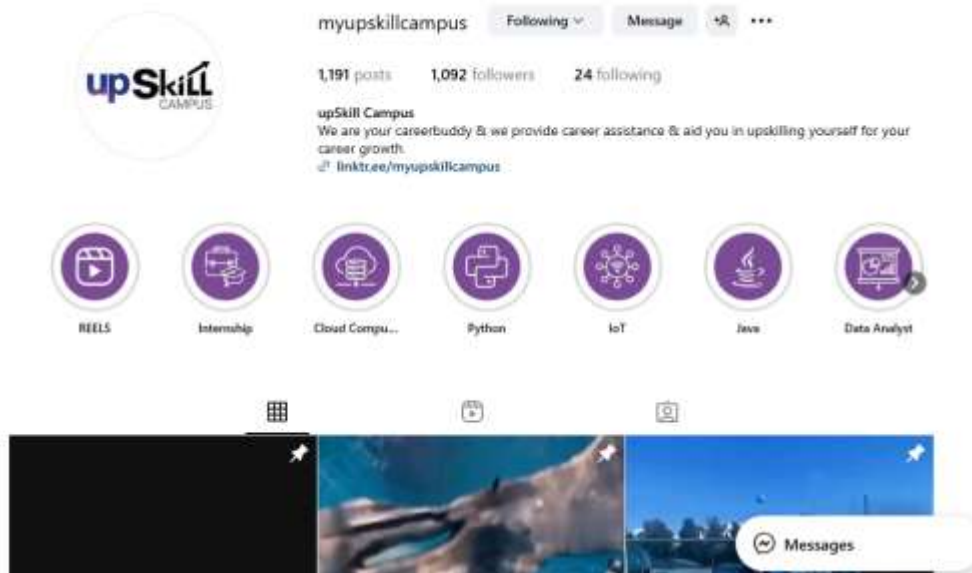 upSkill
CAMPUS
myupskillcampus Following Message
1,191 posts 1,092 followers 24 following
upSkill Campus
We are your careerbuddy & we provide career assistance & aid you in upskilling yourself for your
career growth
linktr.ee/myupskillcampus
REELS Internship Cloud Compu... Python IoT Java Data Analyst
Messages